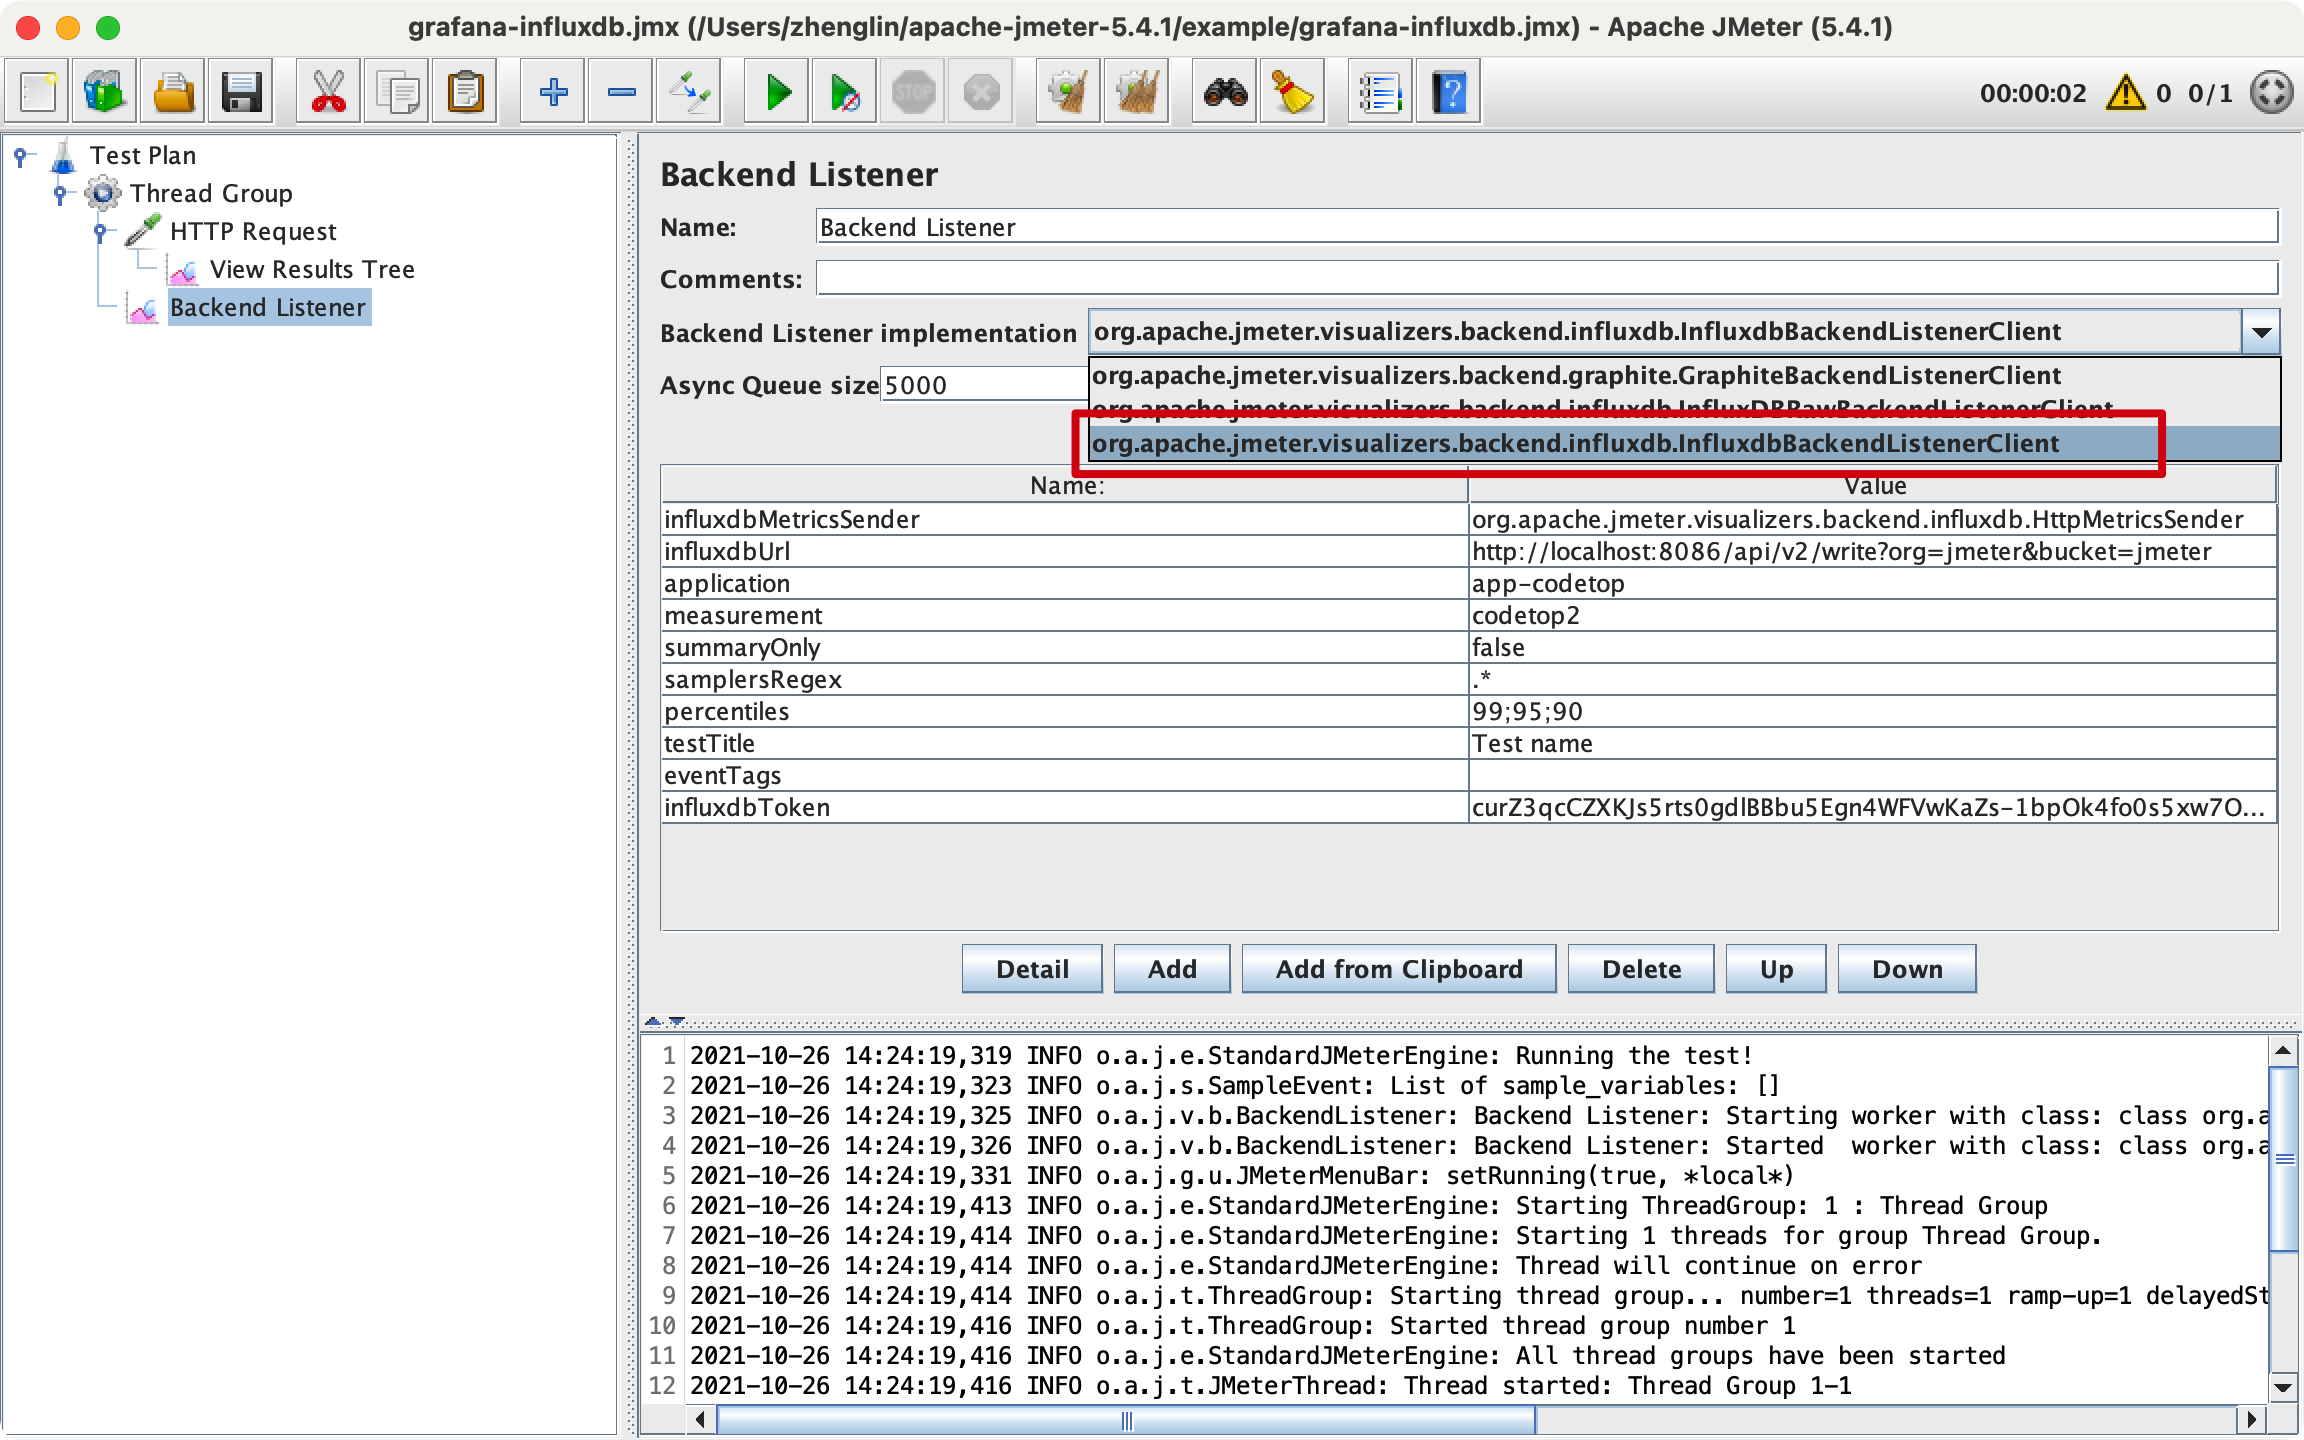 grafana-influxdb.jmx (/Users/zhenglin/apache-jmeter-5.4.1/example/grafana-influxdb.jmx) - Apache JMeter (5.4.1)
STOP
00:00:02
0
0/1
Test Plan
Thread Group
HTTP Request
View Results Tree
Backend Listener
Backend Listener
Name:
Backend Listener
Comments:
Backend Listener implementation
org.apache.jmeter.visualizers.backend.influxdb.InfluxdbBackendListenerClient
Async Queue size
5000
org.apache.jmeter.visualizers.backend.graphite.GraphiteBackendListenerClient
org.apache.jmeter.visualizers.backend.influxdb.InfluxDBRawBackendListenerClient
org.apache.jmeter.visualizers.backend.influxdb.InfluxdbBackendListenerClient
Name:
Value
influxdbMetricsSender
org.apache.jmeter.visualizers.backend.influxdb.HttpMetricsSender
influxdbUrl
http://localhost:8086/api/v2/write?org=jmeter&bucket=jmeter
application
app-codetop
measurement
codetop2
summaryOnly
false
samplersRegex
.*
percentiles
99;95;90
testTitle
Test name
eventTags
influxdbToken
curZ3qcCZXKJs5rts0gdlBBbu5Egn4WFVwKaZs-1bpOk4fo0s5xw7O...
Detail
Add
Add from Clipboard
Delete
Up
Down
1 2021-10-26 14:24:19,319 INFO o.a.j.e.StandardJMeterEngine: Running the test!
2 2021-10-26 14:24:19,323 INFO o.a.j.s.SampleEvent: List of sample_variables: []
3 2021-10-26 14:24:19,325 INFO o.a.j.v.b.BackendListener: Backend Listener: Starting worker with class: class org.a
4 2021-10-26 14:24:19,326 INFO o.a.j.v.b.BackendListener: Backend Listener: Started  worker with class: class org.a
5 2021-10-26 14:24:19,331 INFO o.a.j.g.u.JMeterMenuBar: setRunning(true, *local*)
6 2021-10-26 14:24:19,413 INFO o.a.j.e.StandardJMeterEngine: Starting ThreadGroup: 1 : Thread Group
7 2021-10-26 14:24:19,414 INFO o.a.j.e.StandardJMeterEngine: Starting 1 threads for group Thread Group.
8 2021-10-26 14:24:19,414 INFO o.a.j.e.StandardJMeterEngine: Thread will continue on error
9 2021-10-26 14:24:19,414 INFO o.a.j.t.ThreadGroup: Starting thread group... number=1 threads=1 ramp-up=1 delayedSt
10 2021-10-26 14:24:19,416 INFO o.a.j.t.ThreadGroup: Started thread group number 1
11 2021-10-26 14:24:19,416 INFO o.a.j.e.StandardJMeterEngine: All thread groups have been started
12 2021-10-26 14:24:19,416 INFO o.a.j.t.JMeterThread: Thread started: Thread Group 1-1